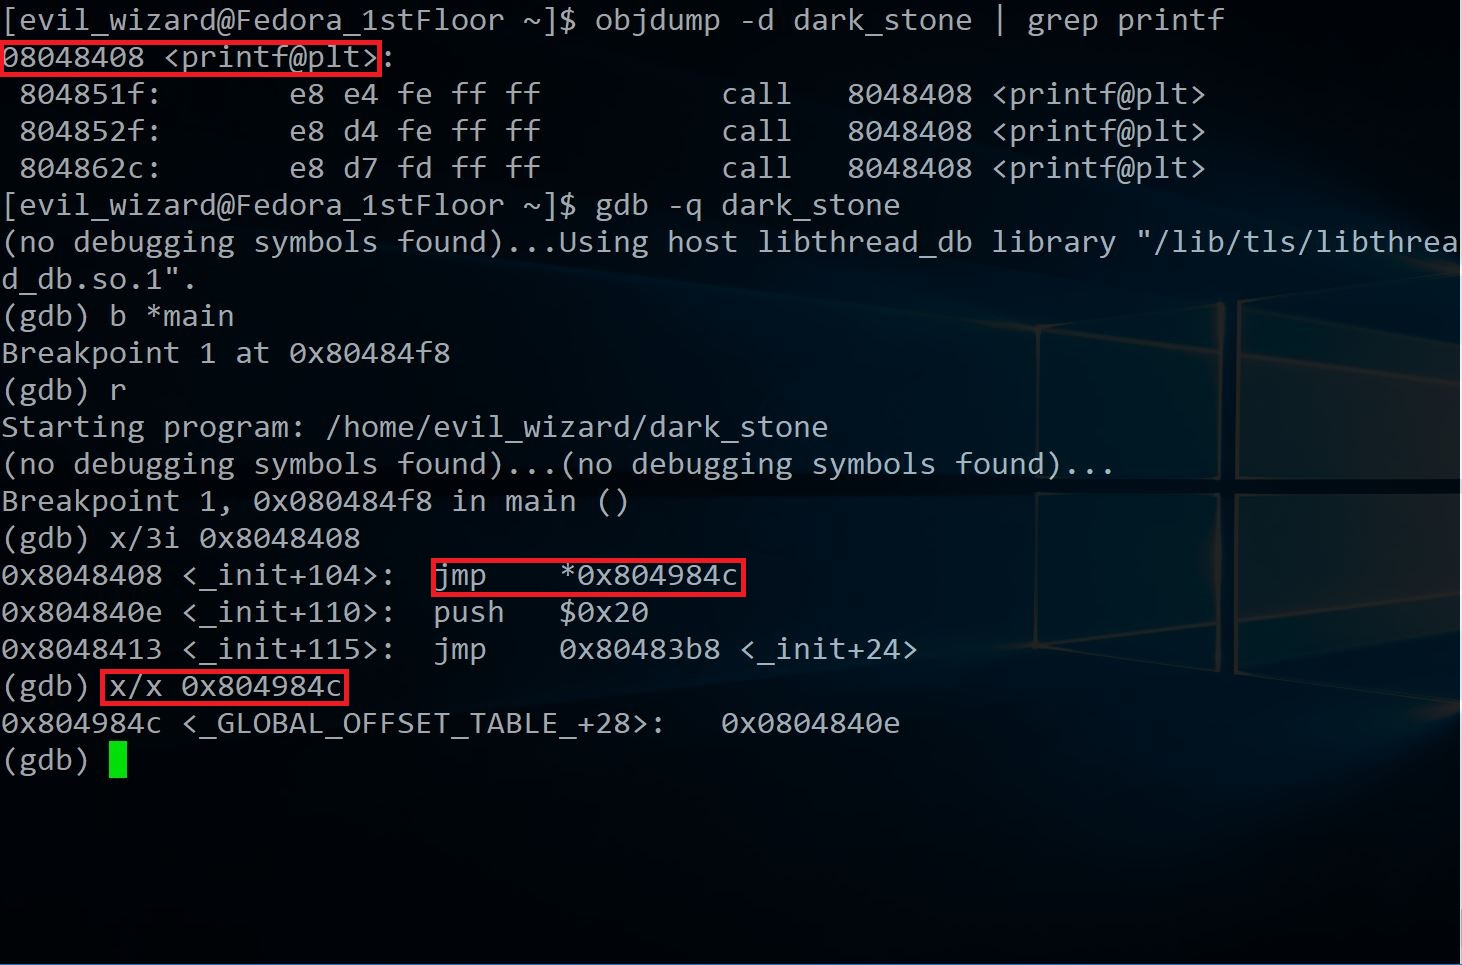 [evil_wizard@Fedora_1stFloor ~]$ objdump -d dark_stone | grep printf
08048408 <printf@plt>:
804851f: e8 e4 fe ff ff call 8048408 <printf@plt>
804852f: e8 d4 fe ff ff call 8048408 <printf@plt>
804862c: e8 d7 fd ff ff call 8048408 <printf@plt>
[evil_wizard@Fedora_1stFloor ~]$ gdb -q dark_stone
(no debugging symbols found)...Using host libthread_db library "/lib/tls/libthrea
d_db.so.1".
(gdb) b *main
Breakpoint 1 at 0x80484f8
(gdb) r
Starting program: /home/evil_wizard/dark_stone
(no debugging symbols found)...(no debugging symbols found)...
Breakpoint 1, 0x080484f8 in main ()
(gdb) x/3i 0x8048408
0x8048408 <_init+104>: jmp *0x804984c
0x804840e <_init+110>: push $0x20
0x8048413 <_init+115>: jmp 0x80483b8 <_init+24>
(gdb) x/x 0x804984c
0x804984c <_GLOBAL_OFFSET_TABLE_+28>: 0x0804840e
(gdb)